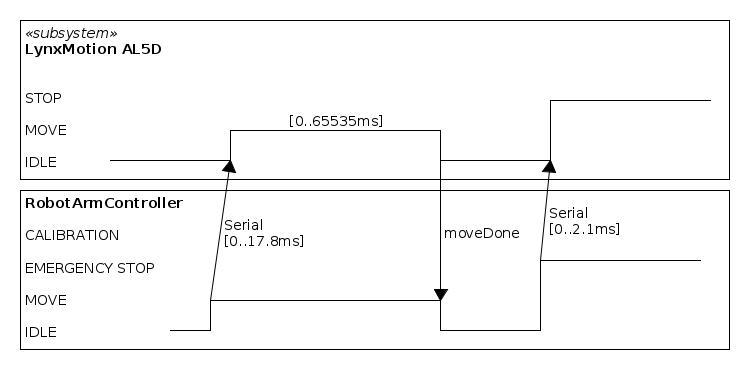 «subsystem»
LynxMotion AL5D
STOP
[0..65535ms]
MOVE
IDLE
RobotArmController
Serial
[0..17.8ms]
Serial
[0..2.1ms]
CALIBRATION
moveDone
EMERGENCY STOP
MOVE
IDLE